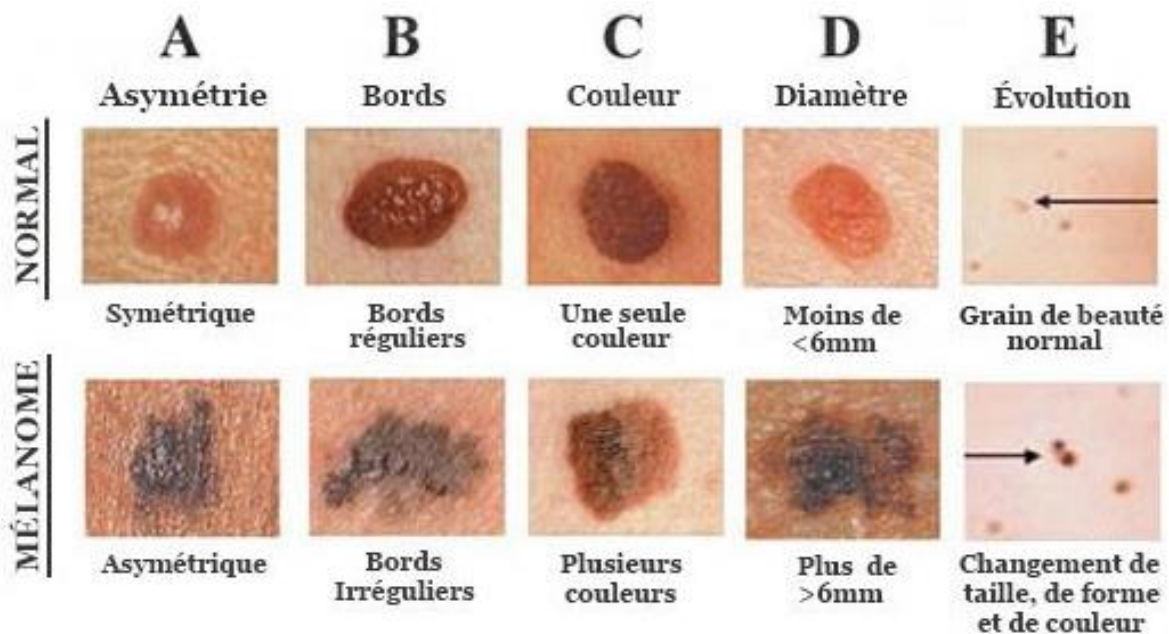 A B C D E
Asymétrie Bords Couleur Diamètre Évolution
NORMAL
Symétrique
Bords
réguliers
Une seule
couleur
Moins de
<6mm
Grain de beauté
normal
MÉLANOME
Asymétrique
Bords
Irréguliers
Plusieurs
couleurs
Plus de
>6mm
Changement de
taille, de forme
et de couleur